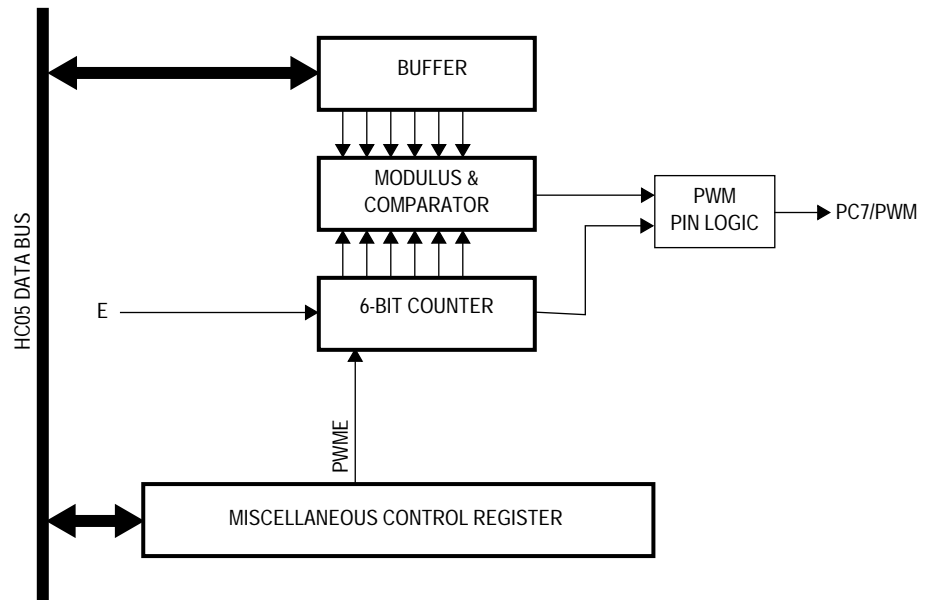 BUFFER
MODULUS &
COMPARATOR
PWM
PIN LOGIC
PC7/PWM
6-BIT COUNTER
E
HC05 DATA BUS
PWME
MISCELLANEOUS CONTROL REGISTER